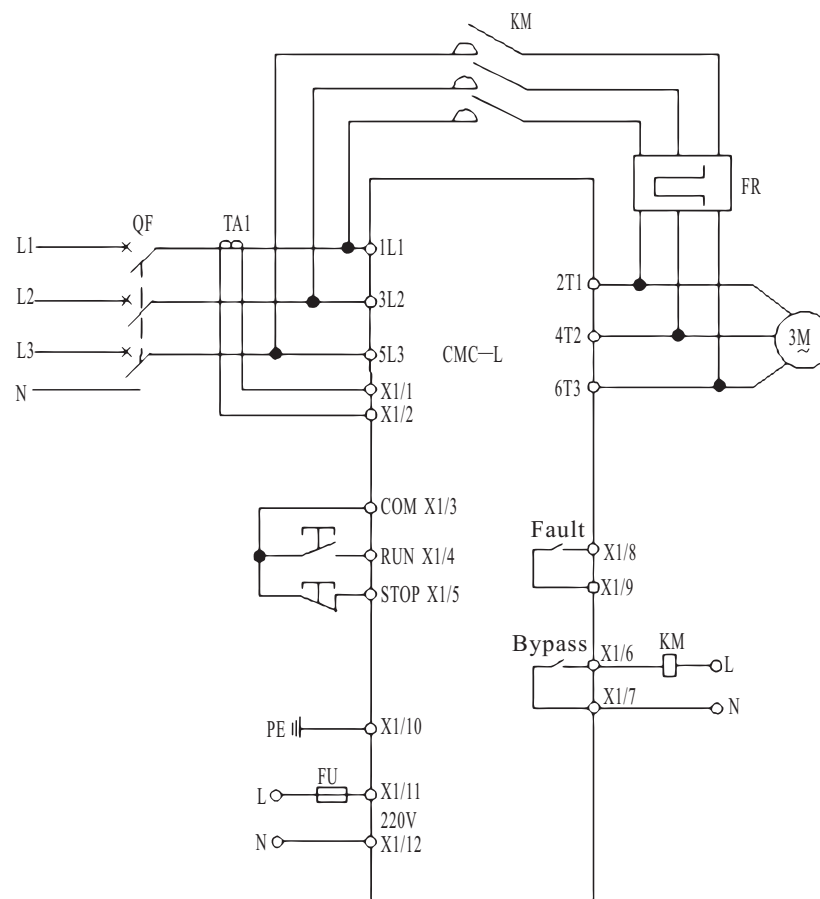 KM
FR
QF
TA1
L1
1L1
L2
3L2
2T1
L3
5L3
CMC—L
4T2
3M
~
N
X1/1
6T3
X1/2
COM X1/3
RUN X1/4
STOP X1/5
Fault
X1/8
X1/9
Bypass
X1/6
KM
L
X1/7
N
PE
X1/10
FU
L
X1/11
220V
N
X1/12